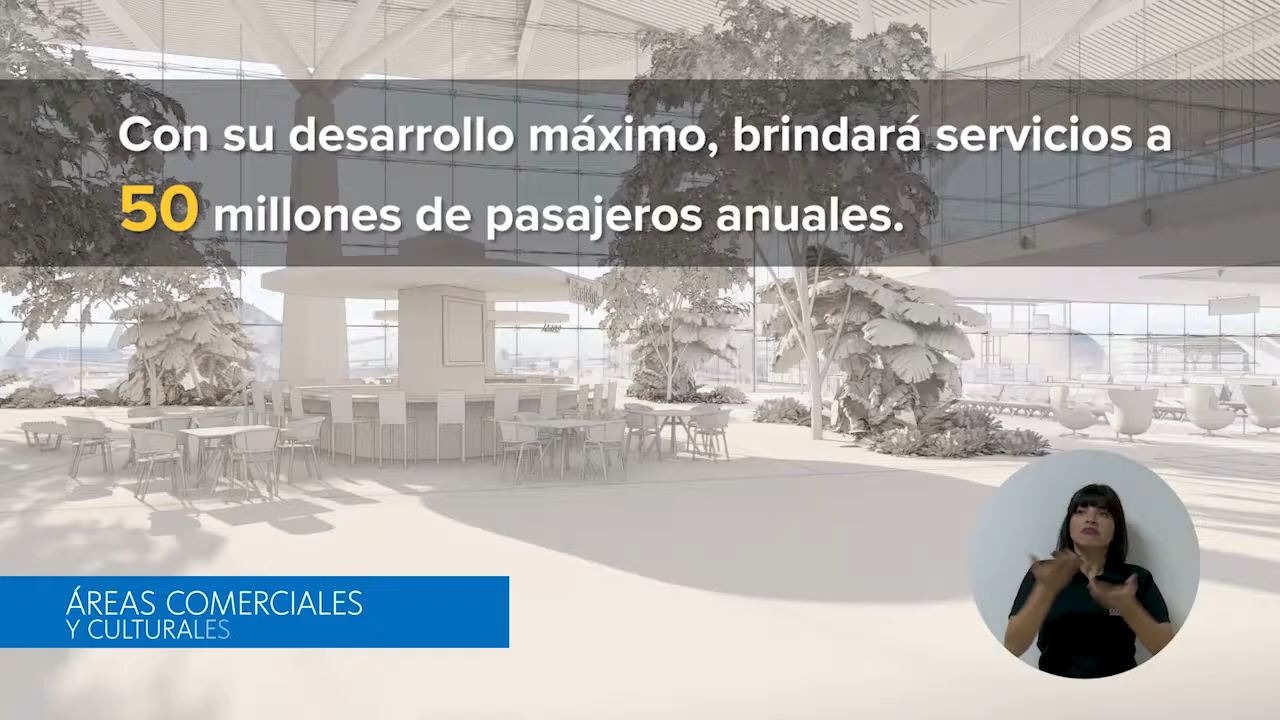 Con su desarrollo máximo, brindará servicios a
50 millones de pasajeros anuales.
ÁREAS COMERCIALES
Y CULTURALES